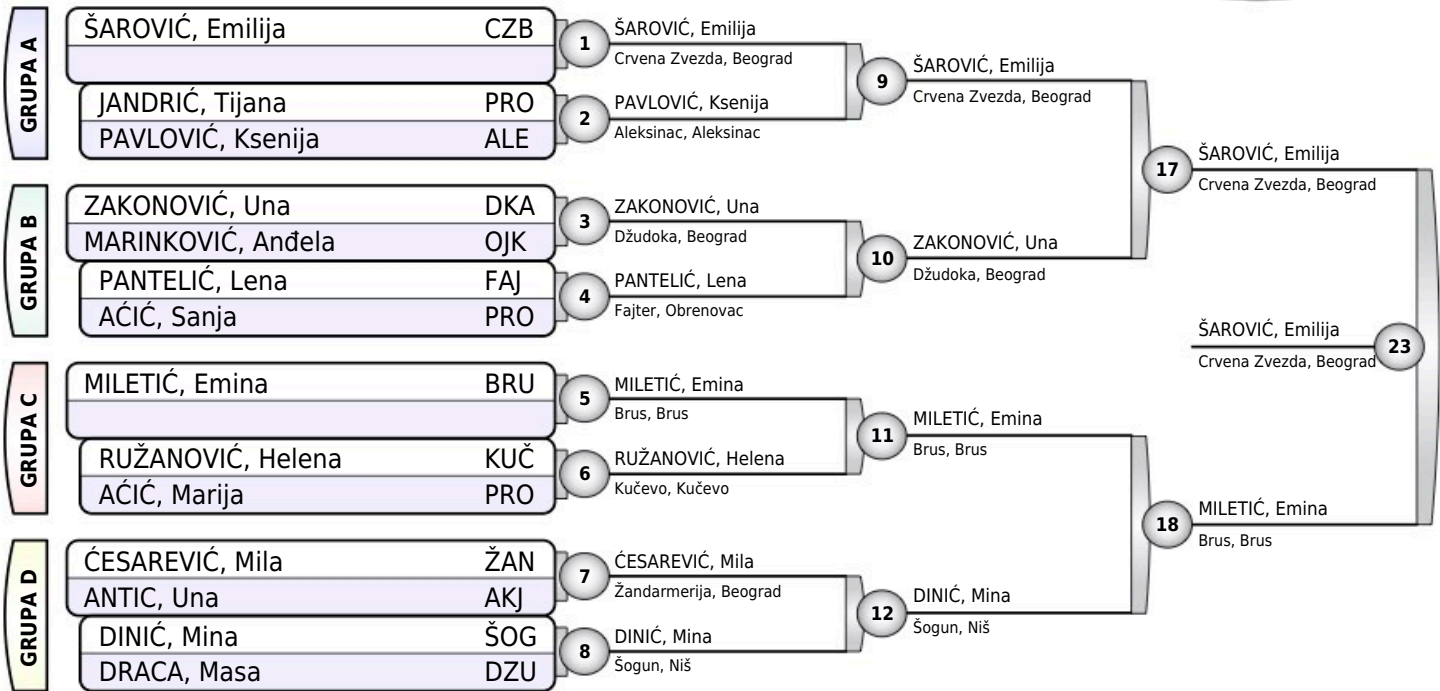 GRUPA A
ŠAROVIĆ, Emilija CZB
JANDRIĆ, Tijana PRO
PAVLOVIĆ, Ksenija ALE
GRUPA B
ZAKONOVIĆ, Una DKA
MARINKOVIĆ, Anđela OJK
PANTELIĆ, Lena FAJ
AĆIĆ, Sanja PRO
GRUPA C
MILETIĆ, Emina BRU
RUŽANOVIĆ, Helena KUČ
AĆIĆ, Marija PRO
GRUPA D
ĆESAREVIĆ, Mila ŽAN
ANTIC, Una AKJ
DINIĆ, Mina ŠOG
DRACA, Masa DZU
1 ŠAROVIĆ, Emilija
Crvena Zvezda, Beograd
2 PAVLOVIĆ, Ksenija
Aleksinac, Aleksinac
3 ZAKONOVIĆ, Una
Džudoka, Beograd
4 PANTELIĆ, Lena
Fajter, Obrenovac
5 MILETIĆ, Emina
Brus, Brus
6 RUŽANOVIĆ, Helena
Kučevo, Kučevo
7 ĆESAREVIĆ, Mila
Žandarmerija, Beograd
8 DINIĆ, Mina
Šogun, Niš
9 ŠAROVIĆ, Emilija
Crvena Zvezda, Beograd
10 ZAKONOVIĆ, Una
Džudoka, Beograd
11 MILETIĆ, Emina
Brus, Brus
12 DINIĆ, Mina
Šogun, Niš
17 ŠAROVIĆ, Emilija
Crvena Zvezda, Beograd
18 MILETIĆ, Emina
Brus, Brus
ŠAROVIĆ, Emilija 23
Crvena Zvezda, Beograd